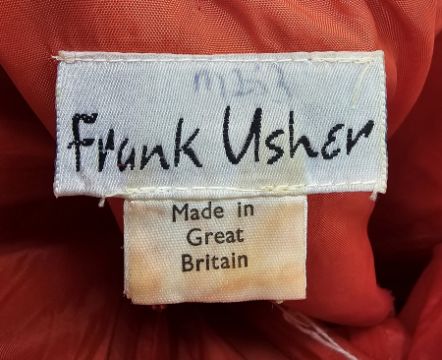 Frank Usher
Made in
Great
Britain